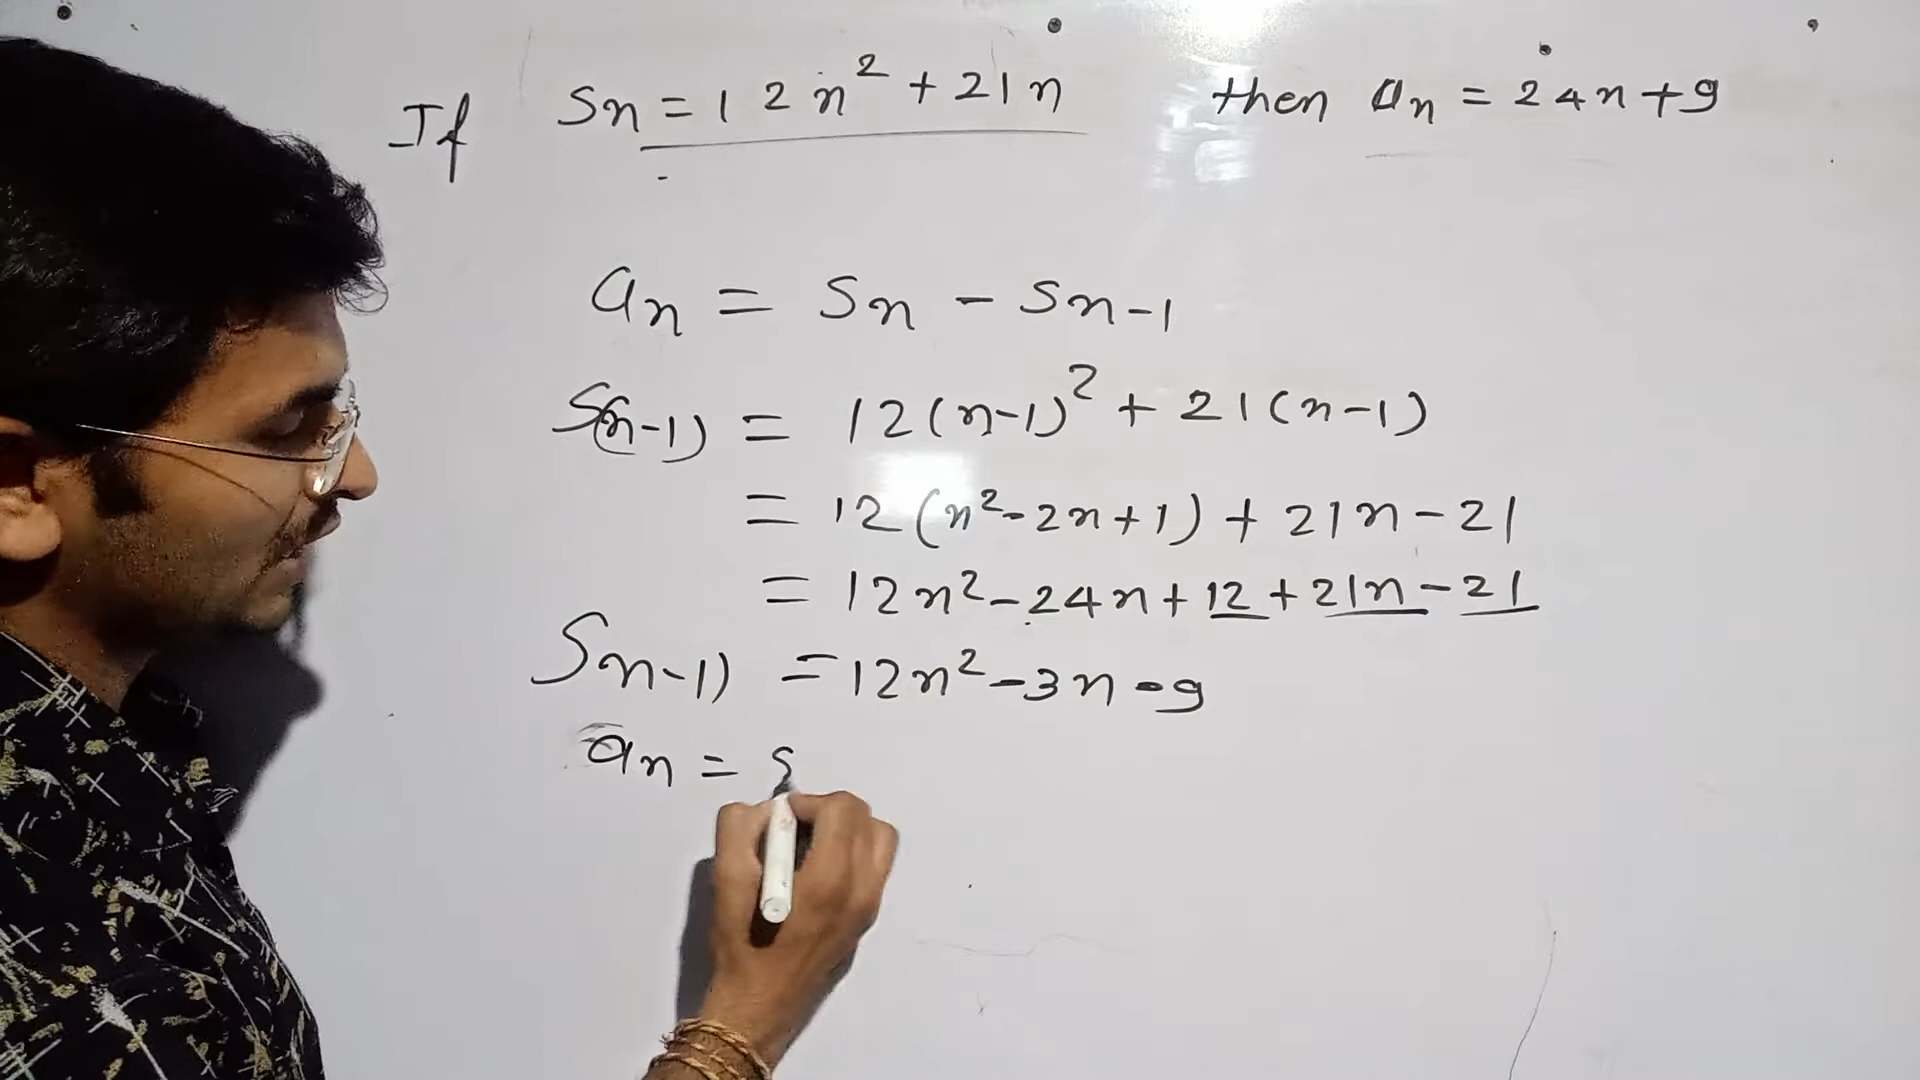 If Sn = 12n² + 21n then an = 24n + 9
an = Sn - Sn-1
S(n-1) = 12(n-1)² + 21(n-1)
= 12(n² - 2n + 1) + 21n - 21
= 12n² - 24n + 12 + 21n - 21
Sn-1) = 12n² - 3n - 9
an = S